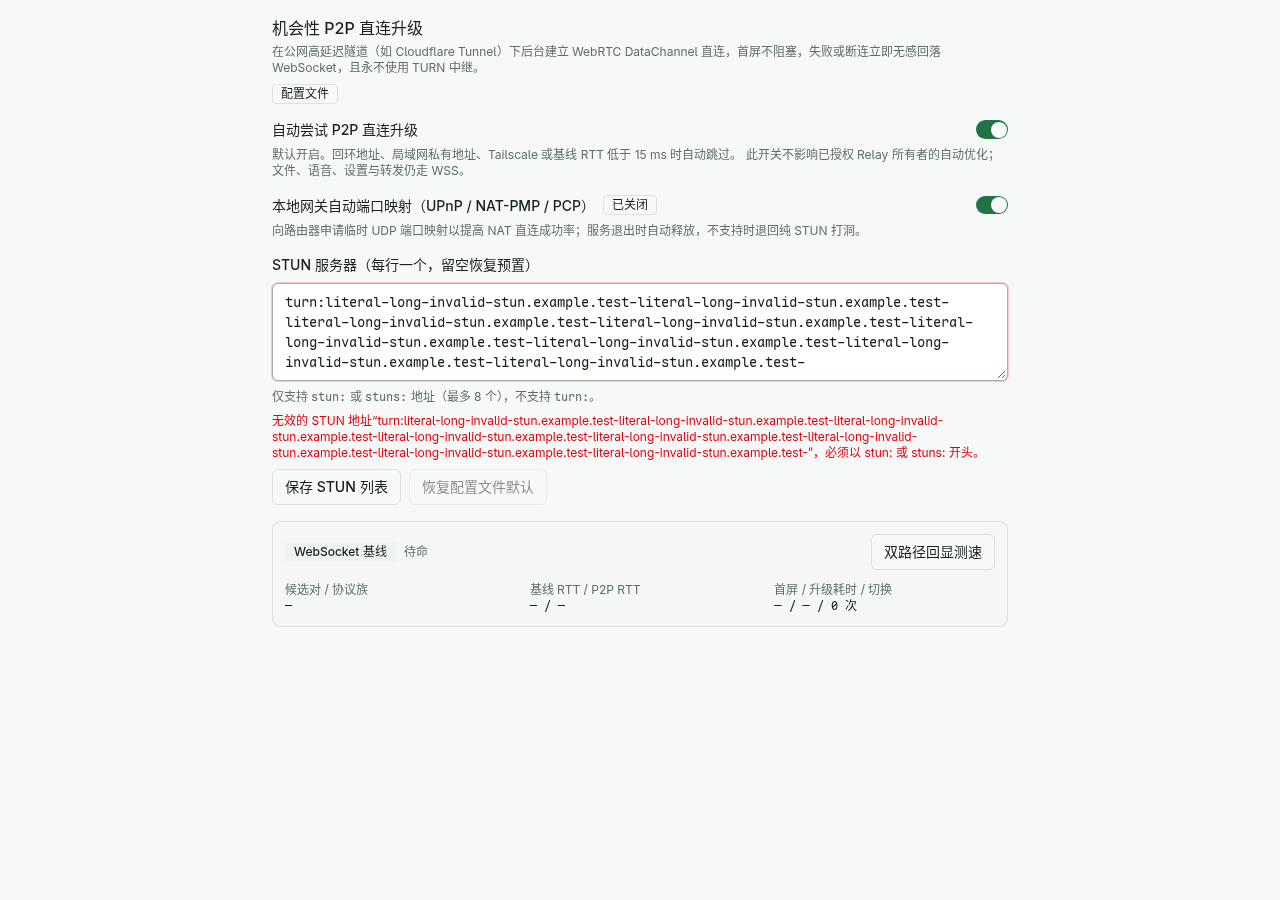 机会性 P2P 直连升级
在公网高延迟隧道（如 Cloudflare Tunnel）下后台建立 WebRTC DataChannel 直连，首屏不阻塞，失败或断连立即无感回落
WebSocket，且永不使用 TURN 中继。
配置文件
自动尝试 P2P 直连升级
默认开启。回环地址、局域网私有地址、Tailscale 或基线 RTT 低于 15 ms 时自动跳过。 此开关不影响已授权 Relay 所有者的自动优化；
文件、语音、设置与转发仍走 WSS。
本地网关自动端口映射（UPnP / NAT-PMP / PCP） 已关闭
向路由器申请临时 UDP 端口映射以提高 NAT 直连成功率；服务退出时自动释放，不支持时退回纯 STUN 打洞。
STUN 服务器（每行一个，留空恢复预置）
turn:literal-long-invalid-stun.example.test-literal-long-invalid-stun.example.test-
literal-long-invalid-stun.example.test-literal-long-invalid-stun.example.test-literal-
long-invalid-stun.example.test-literal-long-invalid-stun.example.test-literal-long-
invalid-stun.example.test-literal-long-invalid-stun.example.test-
仅支持 stun: 或 stuns: 地址（最多 8 个），不支持 turn:。
无效的 STUN 地址“turn:literal-long-invalid-stun.example.test-literal-long-invalid-stun.example.test-literal-long-invalid-
stun.example.test-literal-long-invalid-stun.example.test-literal-long-invalid-stun.example.test-literal-long-invalid-
stun.example.test-literal-long-invalid-stun.example.test-literal-long-invalid-stun.example.test-”，必须以 stun: 或 stuns: 开头。
保存 STUN 列表 恢复配置文件默认
WebSocket 基线 待命 双路径回显测速
候选对 / 协议族 基线 RTT / P2P RTT 首屏 / 升级耗时 / 切换
— — / — — / — / 0 次